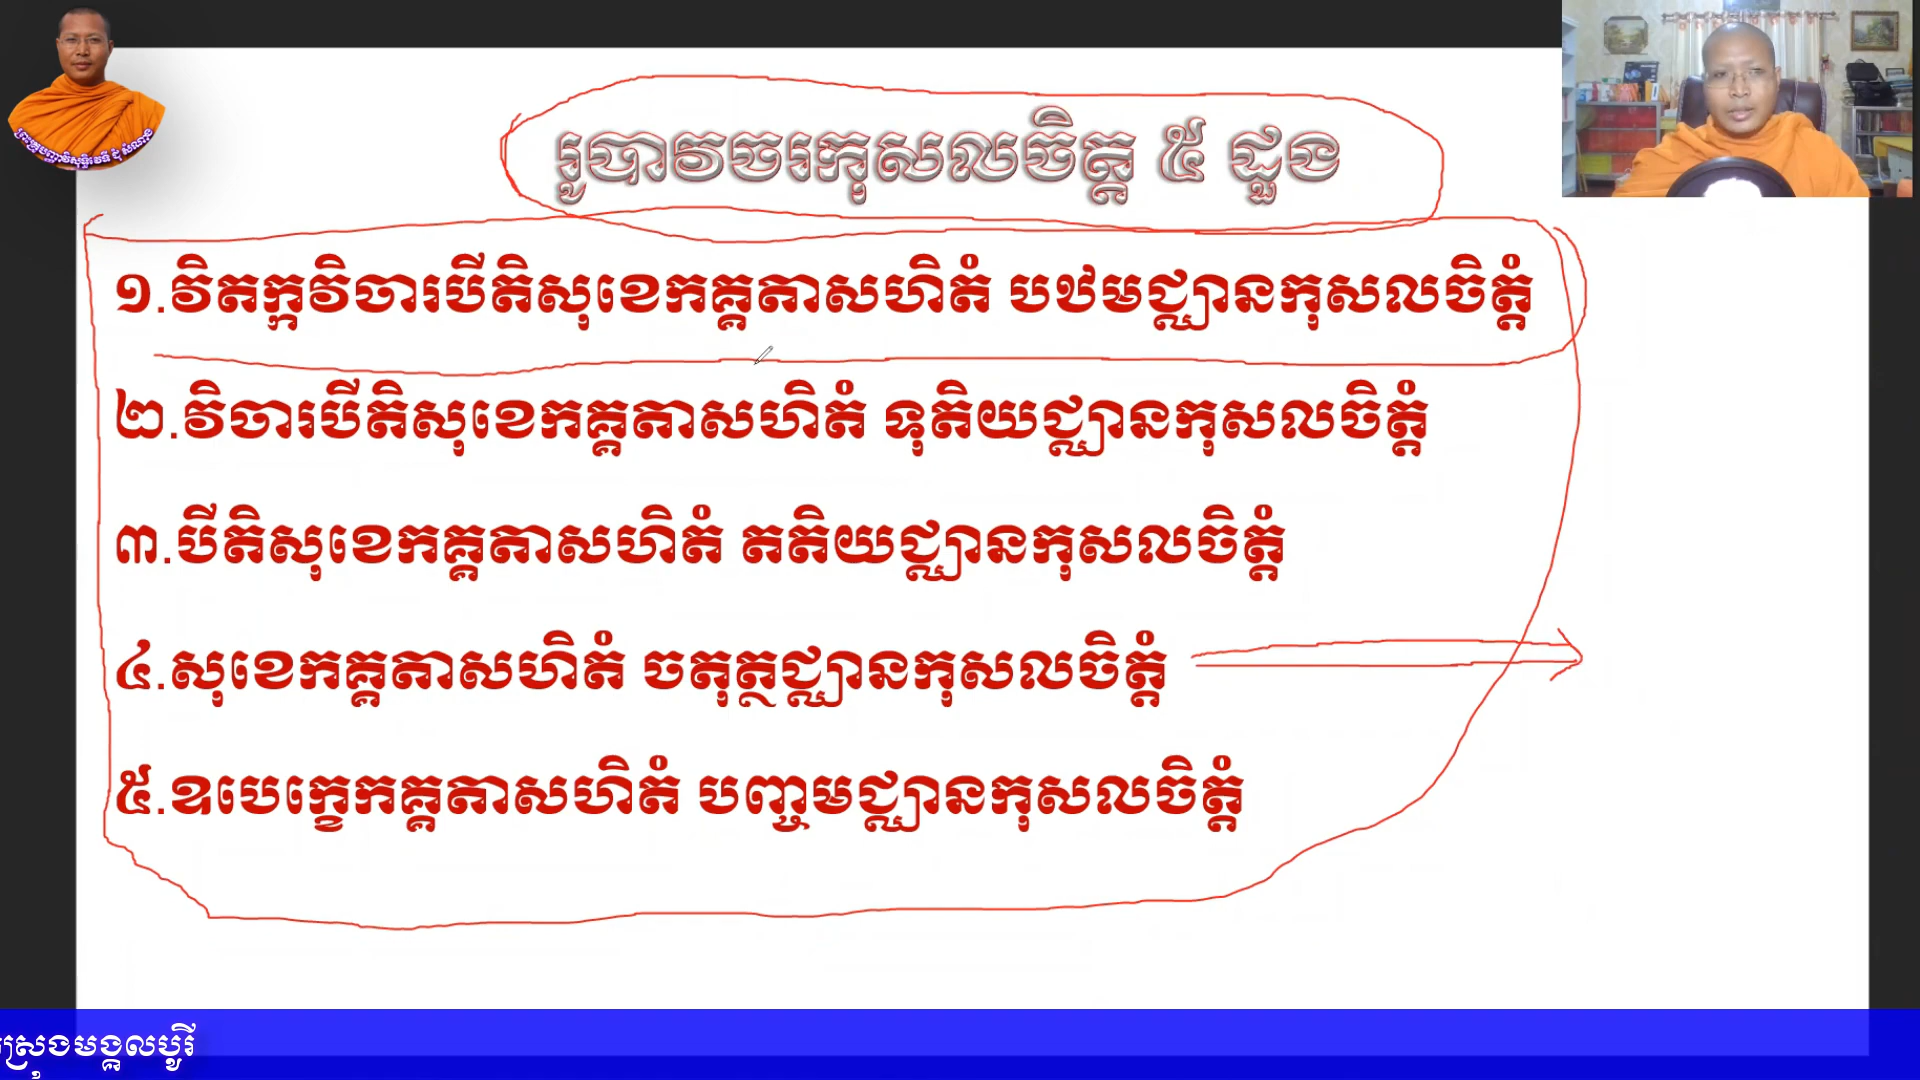 រូបាវចរកុសលចិត្ត ៥ ដួង
១.វិតក្កវិចារបីតិសុខេកគ្គតាសហិតំ បឋមជ្ឈានកុសលចិត្តំ
២.វិចារបីតិសុខេកគ្គតាសហិតំ ទុតិយជ្ឈានកុសលចិត្តំ
៣.បីតិសុខេកគ្គតាសហិតំ តតិយជ្ឈានកុសលចិត្តំ
៤.សុខេកគ្គតាសហិតំ ចតុត្ថជ្ឈានកុសលចិត្តំ
៥.ឧបេក្ខេកគ្គតាសហិតំ បញ្ចមជ្ឈានកុសលចិត្តំ
ស្រុងមង្គលបូរី